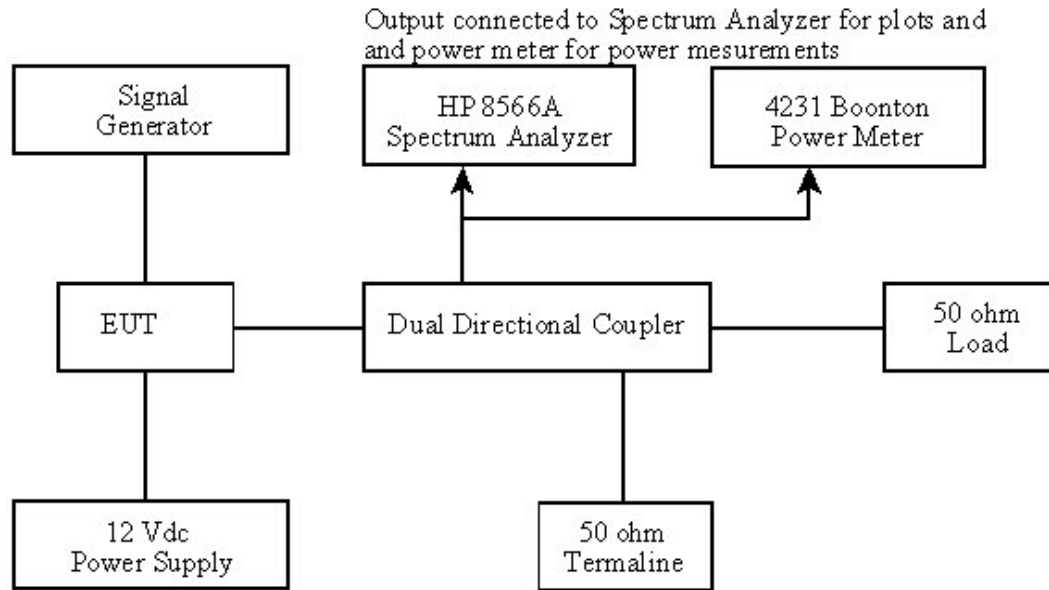 Output connected to Spectrum Analyzer for plots and
and power meter for power mesurements
Signal
Generator
HP 8566A
Spectrum Analyzer
4231 Boonton
Power Meter
EUT
Dual Directional Coupler
50 ohm
Load
12 Vdc
Power Supply
50 ohm
Termaline